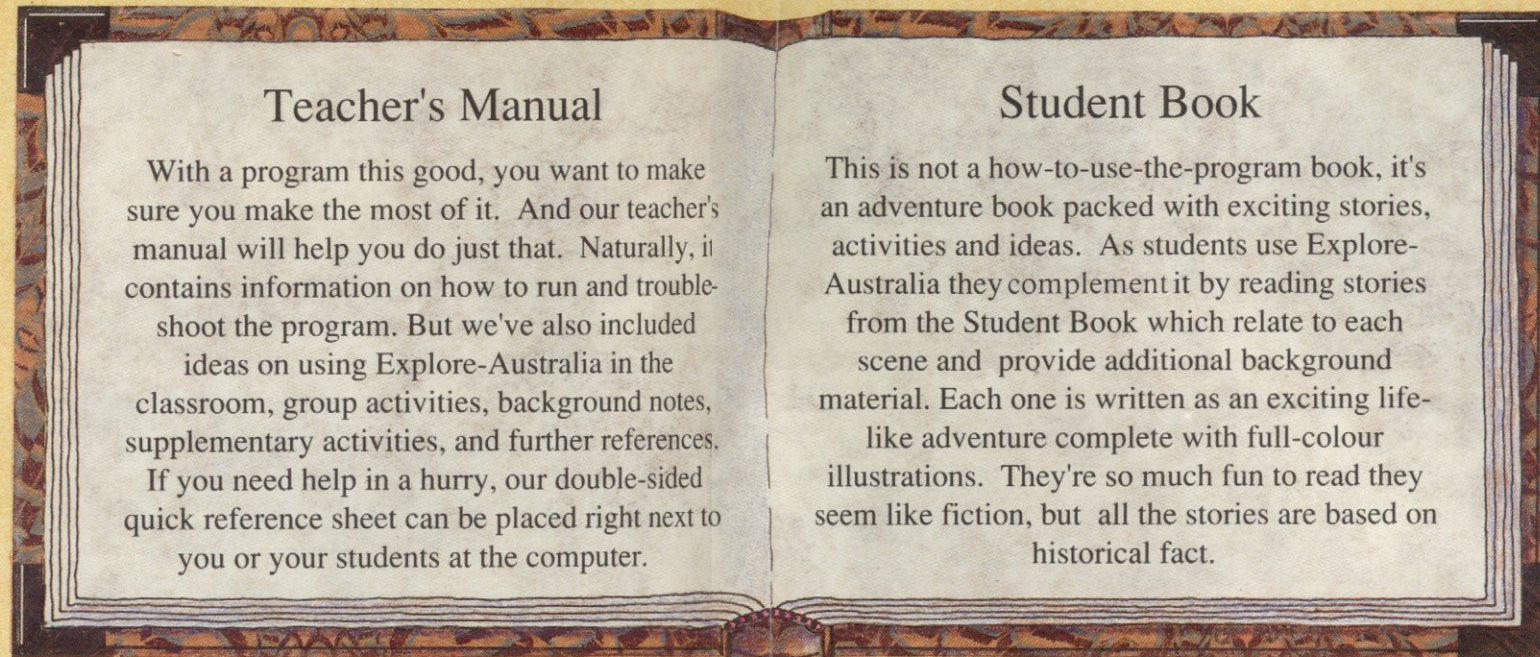 Teacher's Manual
With a program this good, you want to make
sure you make the most of it. And our teacher's
manual will help you do just that. Naturally, it
contains information on how to run and trouble-
shoot the program. But we've also included
ideas on using Explore-Australia in the
classroom, group activities, background notes,
supplementary activities, and further references.
If you need help in a hurry, our double-sided
quick reference sheet can be placed right next to
you or your students at the computer.
Student Book
This is not a how-to-use-the-program book, it's
an adventure book packed with exciting stories,
activities and ideas. As students use Explore-
Australia they complement it by reading stories
from the Student Book which relate to each
scene and provide additional background
material. Each one is written as an exciting life-
like adventure complete with full-colour
illustrations. They're so much fun to read they
seem like fiction, but all the stories are based on
historical fact.